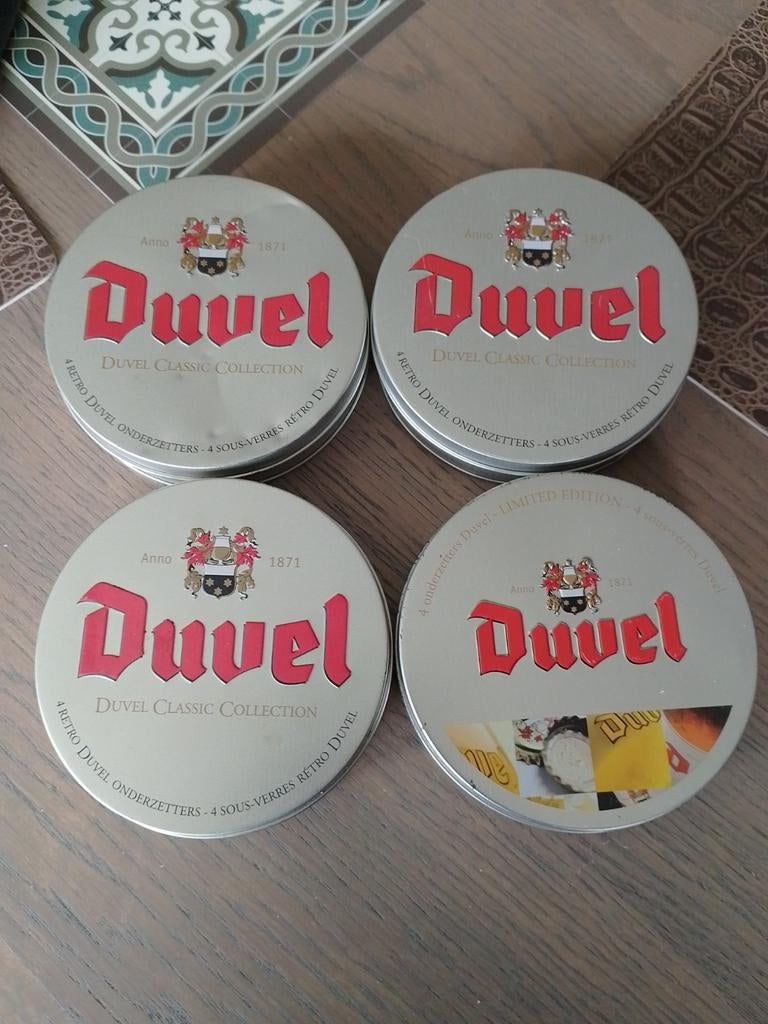 Anno 1871
Duvel
DUVEL CLASSIC COLLECTION
4 RETRO DUVEL ONDERZETTERS - 4 SOUS-VERRES RÉTRO DUVEL
Anno 1871
Duvel
DUVEL CLASSIC COLLECTION
4 RETRO DUVEL ONDERZETTERS - 4 SOUS-VERRES RÉTRO DUVEL
Anno 1871
Duvel
DUVEL CLASSIC COLLECTION
4 RETRO DUVEL ONDERZETTERS - 4 SOUS-VERRES RÉTRO DUVEL
4 onderzetters Duvel - LIMITED EDITION - 4 sous-verres Duvel
Anno 1871
Duvel